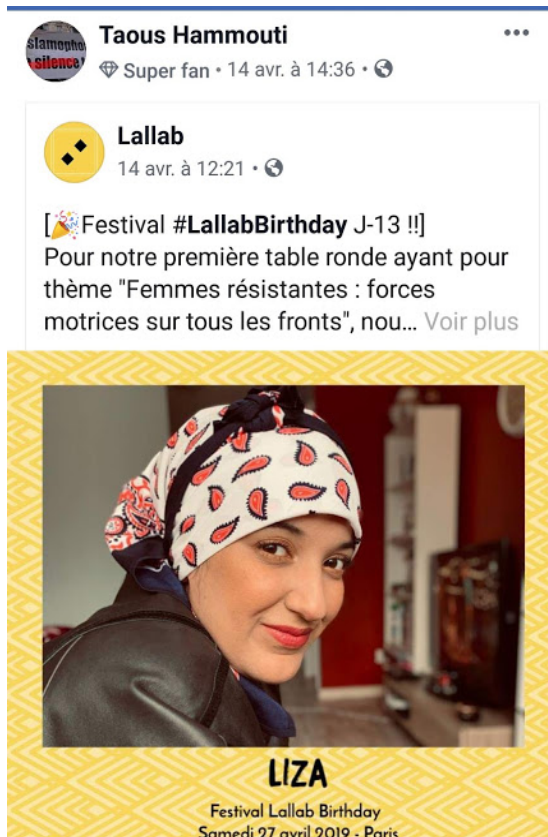 Taous Hammouti
Super fan • 14 avr. à 14:36 •
slamopho
silence
Lallab
14 avr. à 12:21 •
[🎉Festival #LallabBirthday J-13 !!]
Pour notre première table ronde ayant pour
thème "Femmes résistantes : forces
motrices sur tous les fronts", nou... Voir plus
LIZA
Festival Lallab Birthday
Samedi 27 avril 2019 - Paris